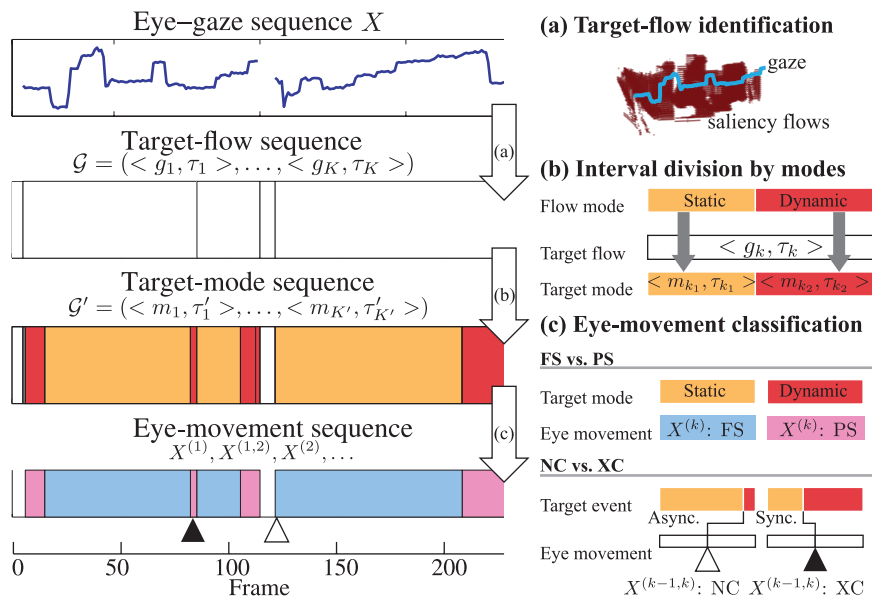 Eye–gaze sequence X
Target-flow sequence
𝒢 = (< g₁, τ₁ >, . . . , < g_K, τ_K >)
(a)
Target-mode sequence
𝒢′ = (< m₁, τ′₁ >, . . . , < m_K′, τ′_K′ >)
(b)
Eye-movement sequence
X⁽¹⁾, X⁽¹,²⁾, X⁽²⁾, . . .
(c)
0 50 100 150 200
Frame
(a) Target-flow identification
gaze
saliency flows
(b) Interval division by modes
Flow mode Static Dynamic
Target flow < g_k, τ_k >
Target mode < m_k₁, τ_k₁ > < m_k₂, τ_k₂ >
(c) Eye-movement classification
FS vs. PS
Target mode Static Dynamic
Eye movement X⁽ᵏ⁾: FS X⁽ᵏ⁾: PS
NC vs. XC
Target event
Async. Sync.
Eye movement
X⁽ᵏ⁻¹,ᵏ⁾: NC X⁽ᵏ⁻¹,ᵏ⁾: XC